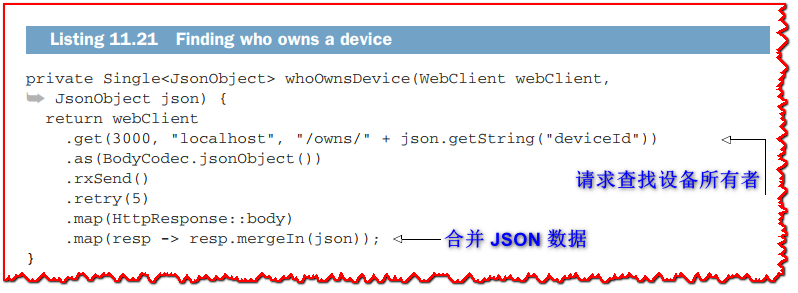 Listing 11.21 Finding who owns a device
private Single<JsonObject> whoOwnsDevice(WebClient webClient,
JsonObject json) {
return webClient
.get(3000, "localhost", "/owns/" + json.getString("deviceId"))
.as(BodyCodec.jsonObject())
请求查找设备所有者
.rxSend()
.retry(5)
.map(HttpResponse::body)
.map(resp -> resp.mergeIn(json));
合并 JSON 数据
}